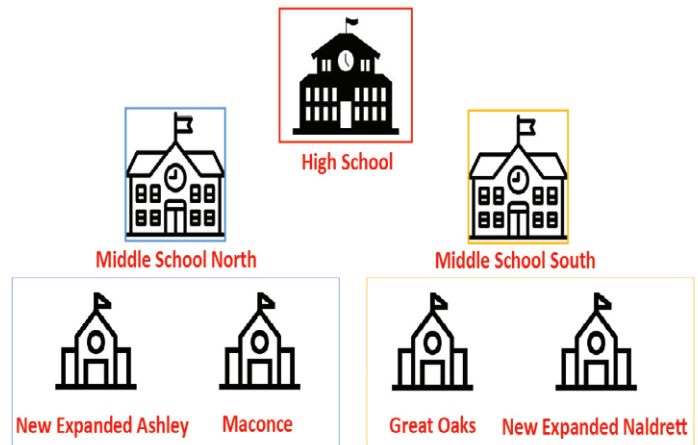 High School
Middle School North
Middle School South
New Expanded Ashley
Maconce
Great Oaks
New Expanded Naldrett